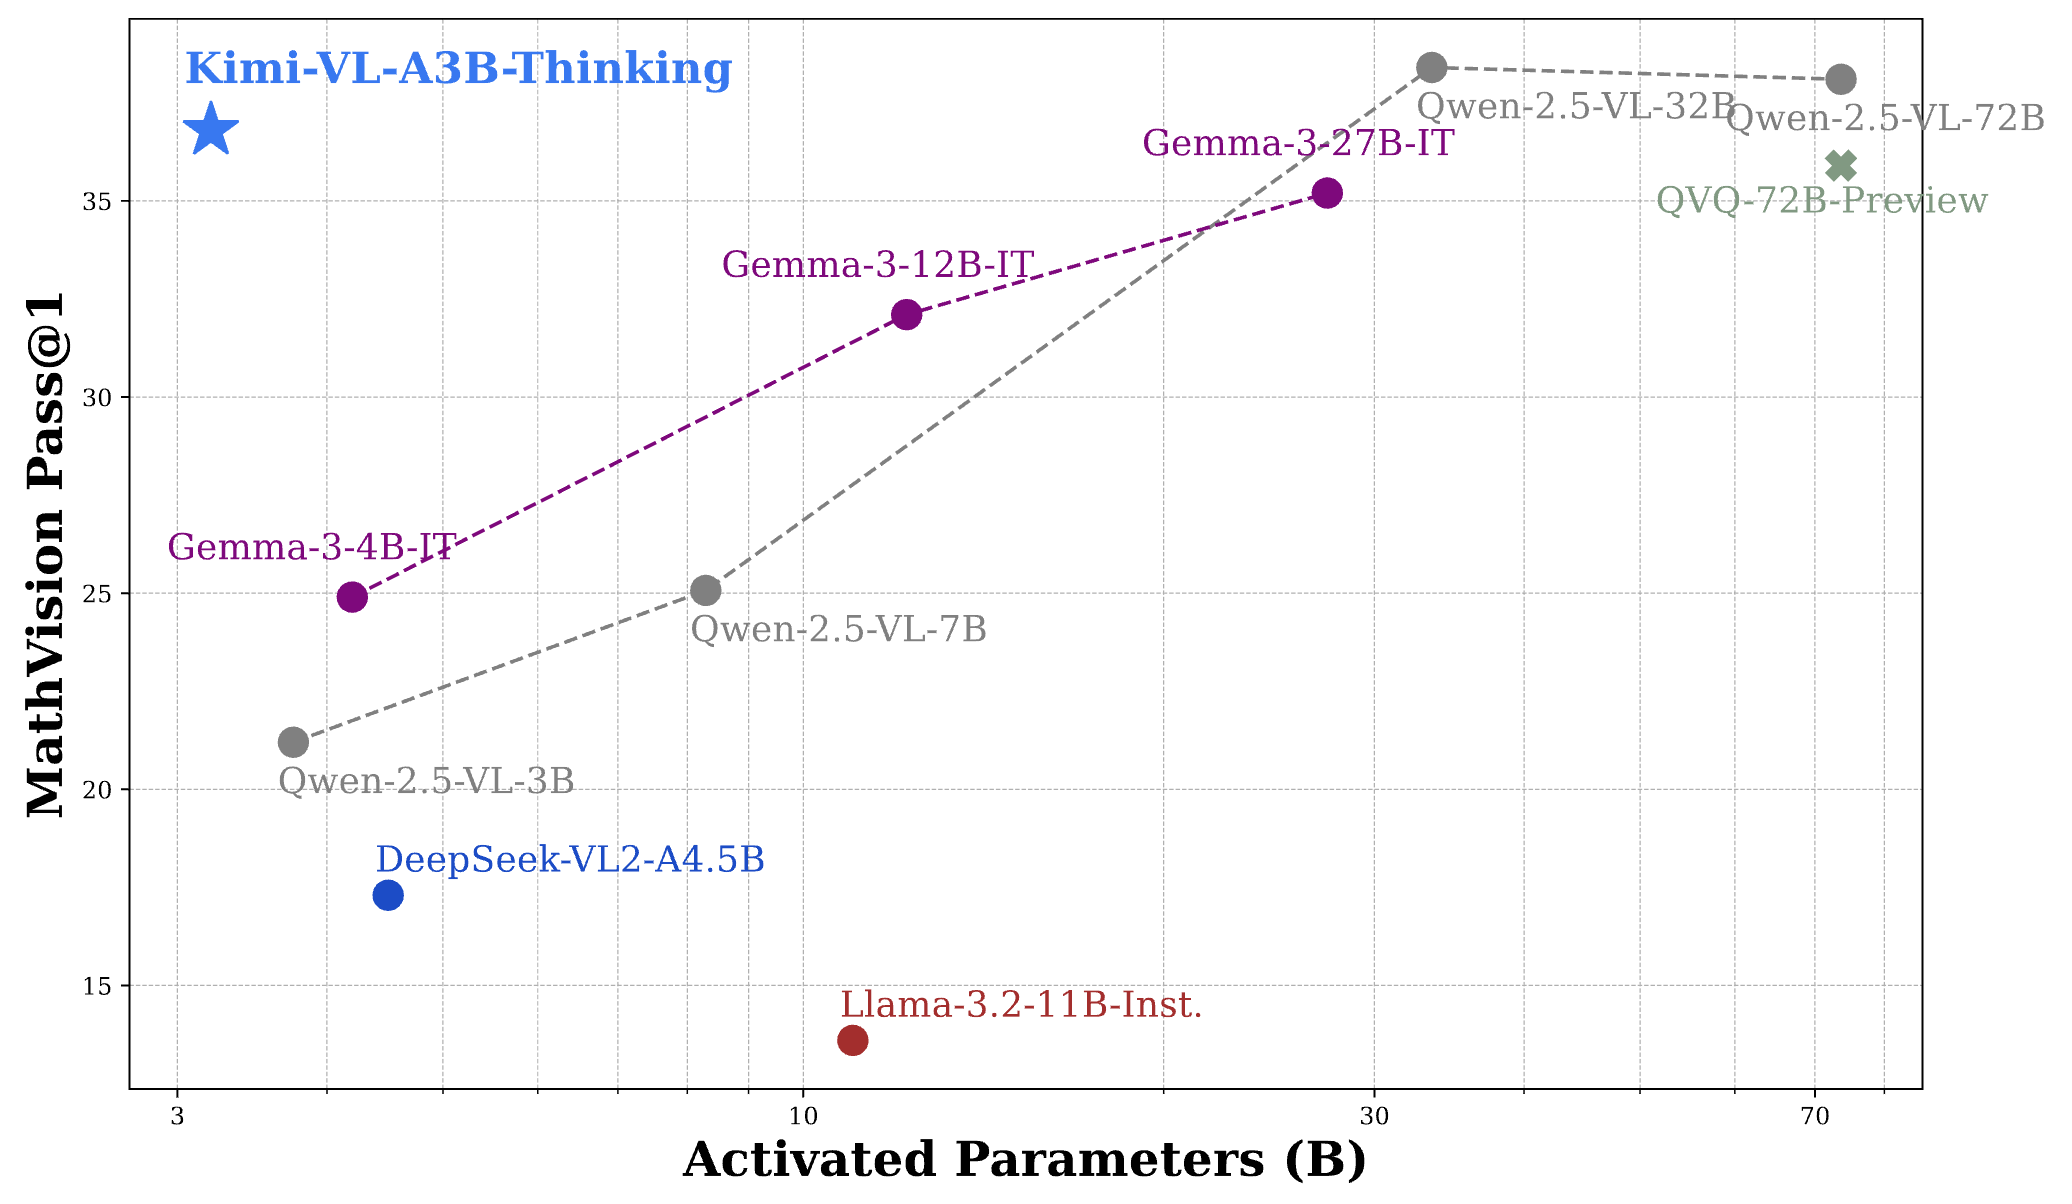 Kimi-VL-A3B-Thinking
Qwen-2.5-VL-32B
Qwen-2.5-VL-72B
Gemma-3-27B-IT
QVQ-72B-Preview
Gemma-3-12B-IT
Gemma-3-4B-IT
Qwen-2.5-VL-7B
Qwen-2.5-VL-3B
DeepSeek-VL2-A4.5B
Llama-3.2-11B-Inst.
MathVision Pass@1
35
30
25
20
15
3
10
30
70
Activated Parameters (B)